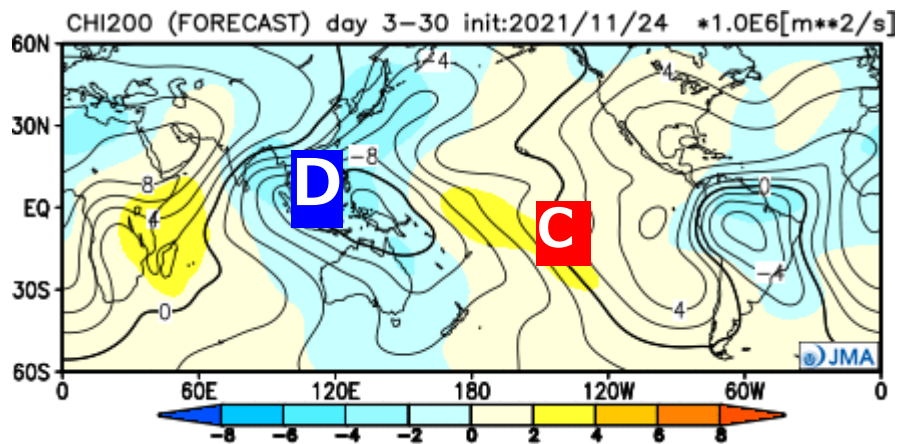 CHI200 (FORECAST) day 3-30 init:2021/11/24 *1.0E6[m**2/s]
60N
-4
4
30N
-8
D
8
0
EQ
4
C
-4
30S
0
4
JMA
60S
0 60E 120E 180 120W 60W 0
-8 -6 -4 -2 0 2 4 6 8